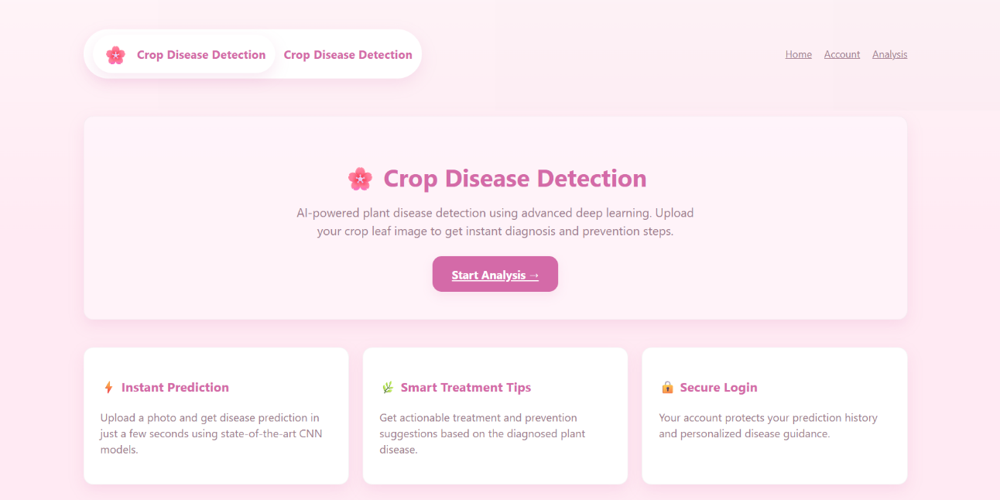 Crop Disease Detection Crop Disease Detection
Home Account Analysis
Crop Disease Detection
AI-powered plant disease detection using advanced deep learning. Upload
your crop leaf image to get instant diagnosis and prevention steps.
Start Analysis →
Instant Prediction
Upload a photo and get disease prediction in
just a few seconds using state-of-the-art CNN
models.
Smart Treatment Tips
Get actionable treatment and prevention
suggestions based on the diagnosed plant
disease.
Secure Login
Your account protects your prediction history
and personalized disease guidance.